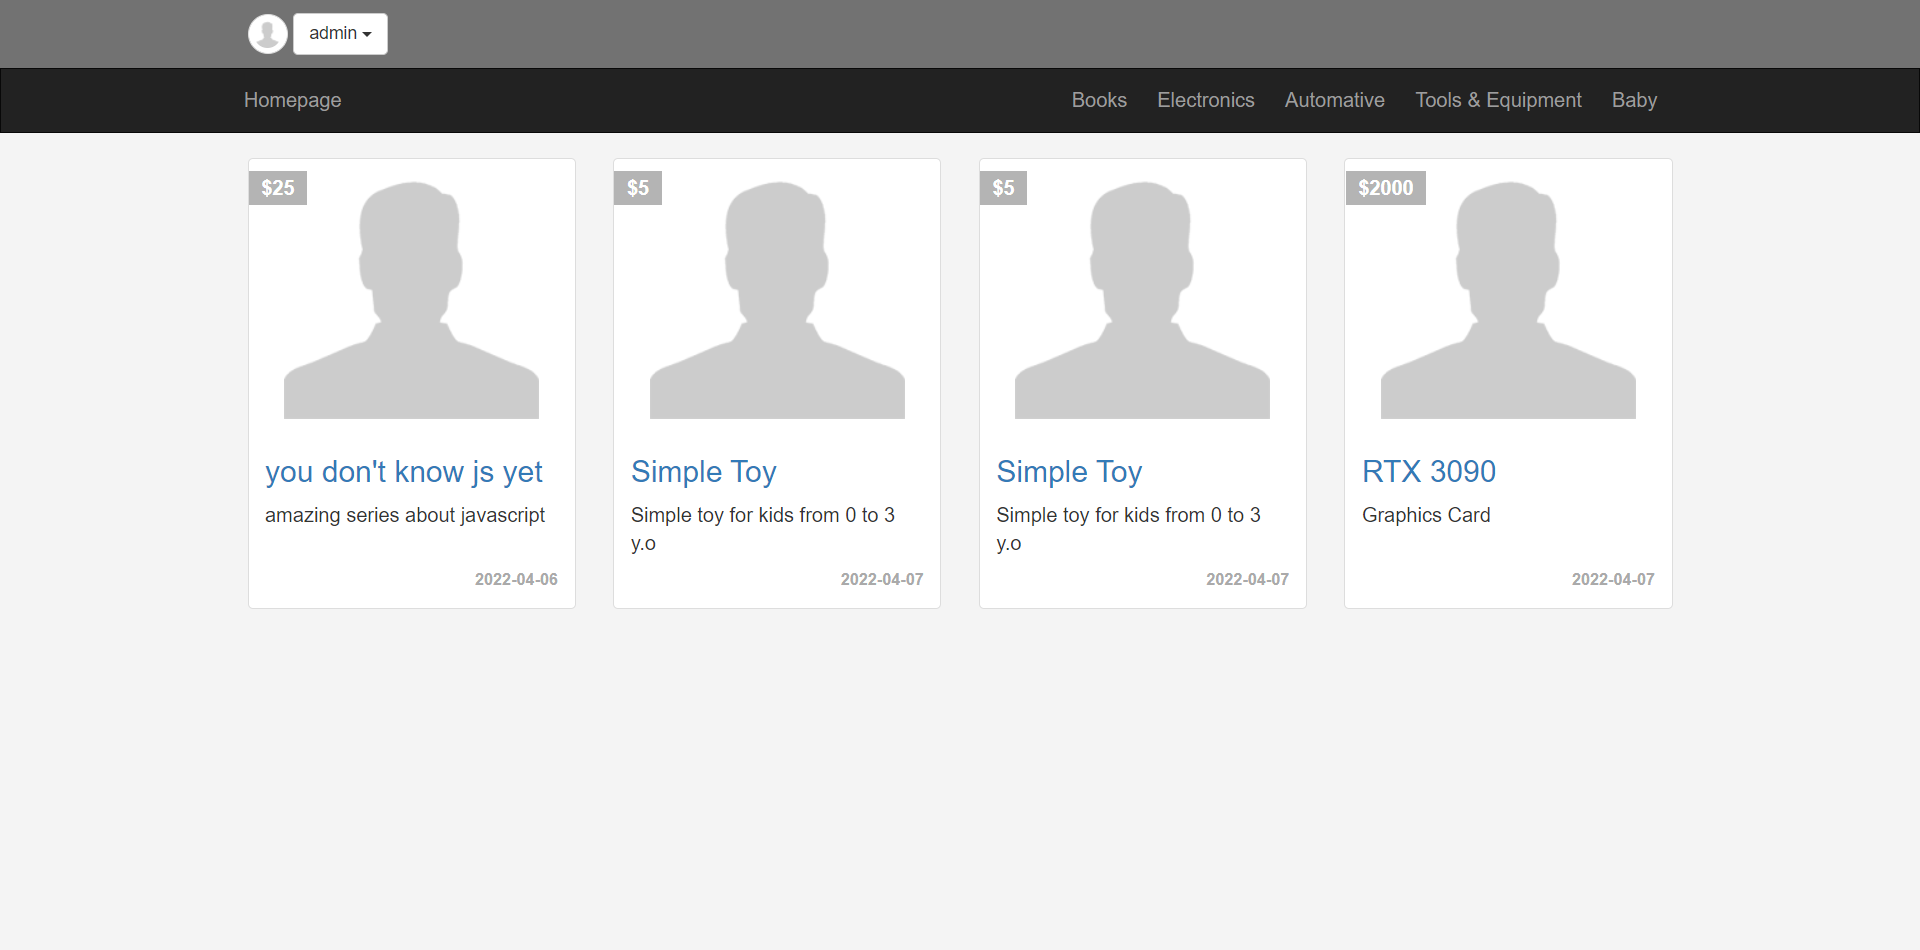 admin
Homepage
Books
Electronics
Automative
Tools & Equipment
Baby
$25
you don't know js yet
amazing series about javascript
2022-04-06
$5
Simple Toy
Simple toy for kids from 0 to 3
y.o
2022-04-07
$5
Simple Toy
Simple toy for kids from 0 to 3
y.o
2022-04-07
$2000
RTX 3090
Graphics Card
2022-04-07